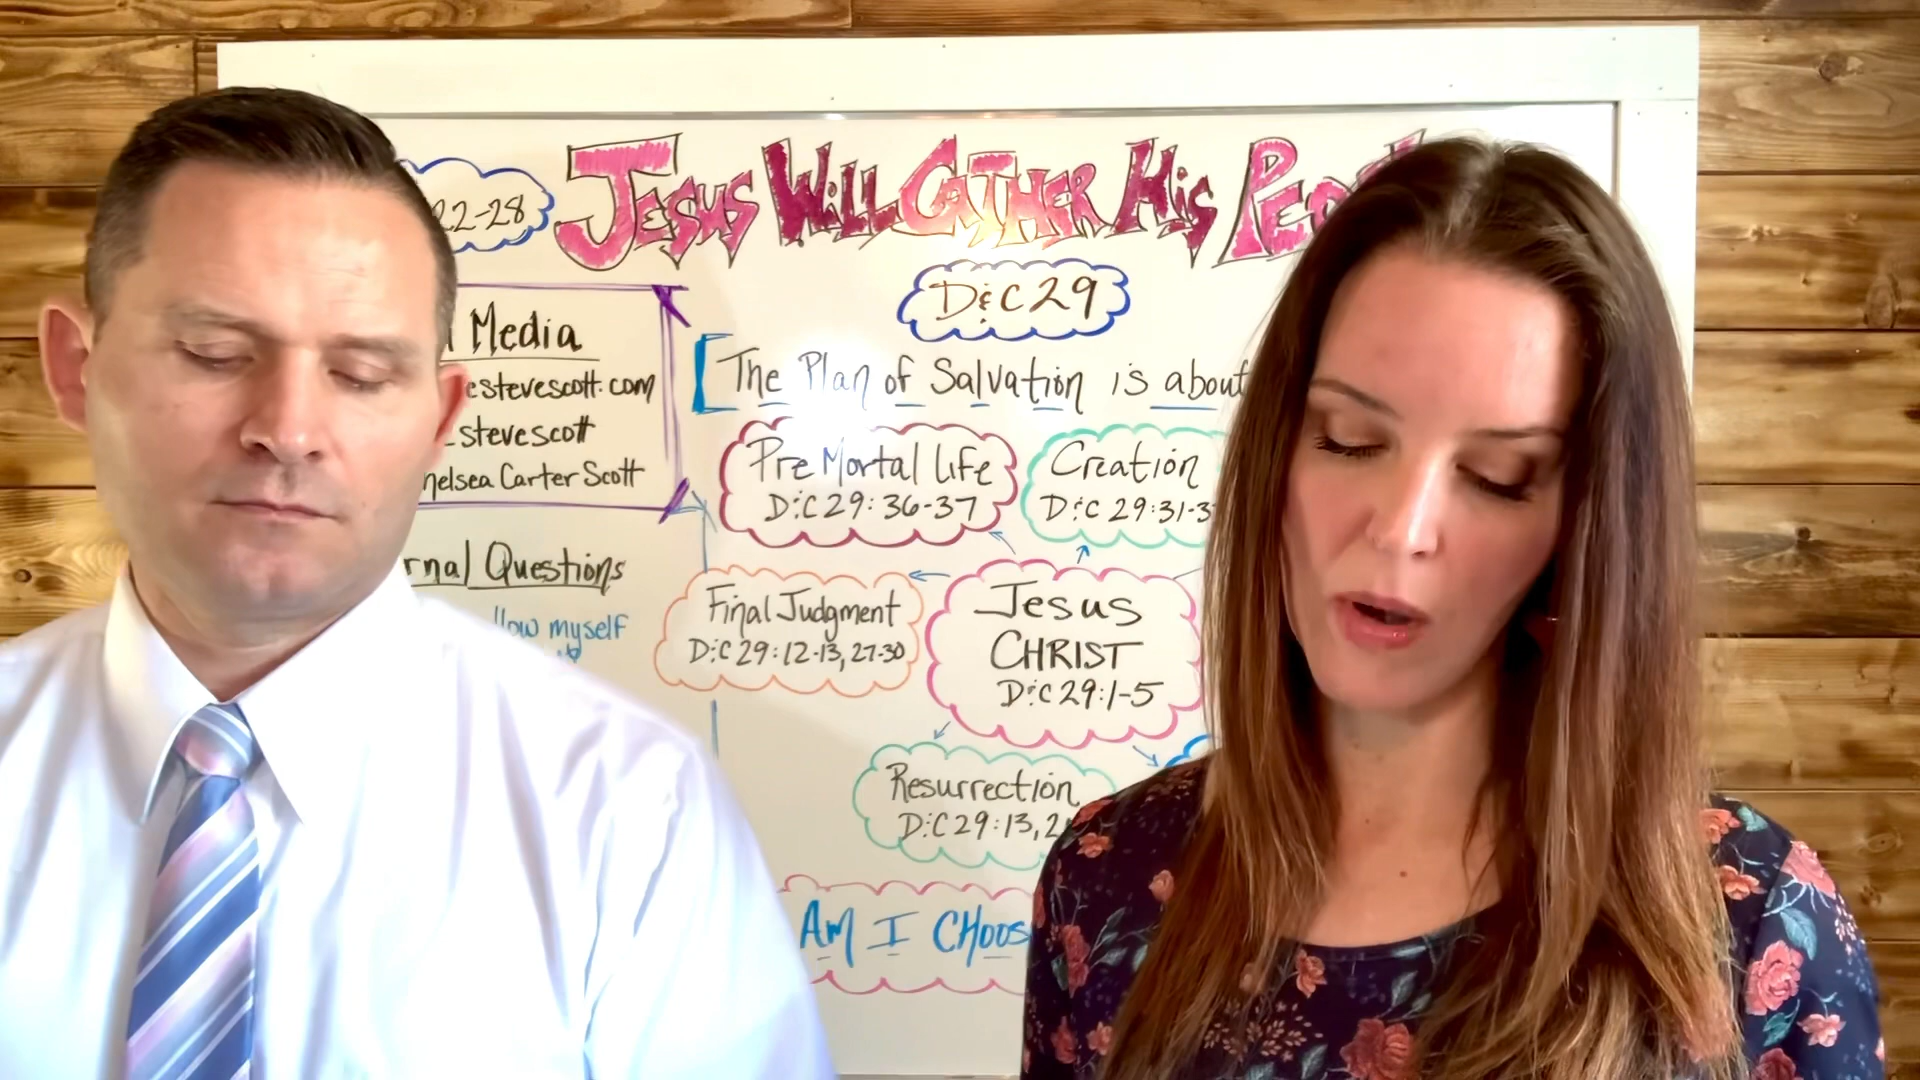 22-28
JESUS WILL GATHER HIS
D&C 29
Media
estevescott.com
stevescott
helsea Carter Scott
The Plan of Salvation is about
Pre Mortal life
D&C 29:36-37
Creation
D&C 29:31-3
Questions
llow myself
Final Judgment
D&C 29:12-13, 27-30
Jesus
CHRIST
D&C 29:1-5
Resurrection
D&C 29:13, 2
AM I CHOOS